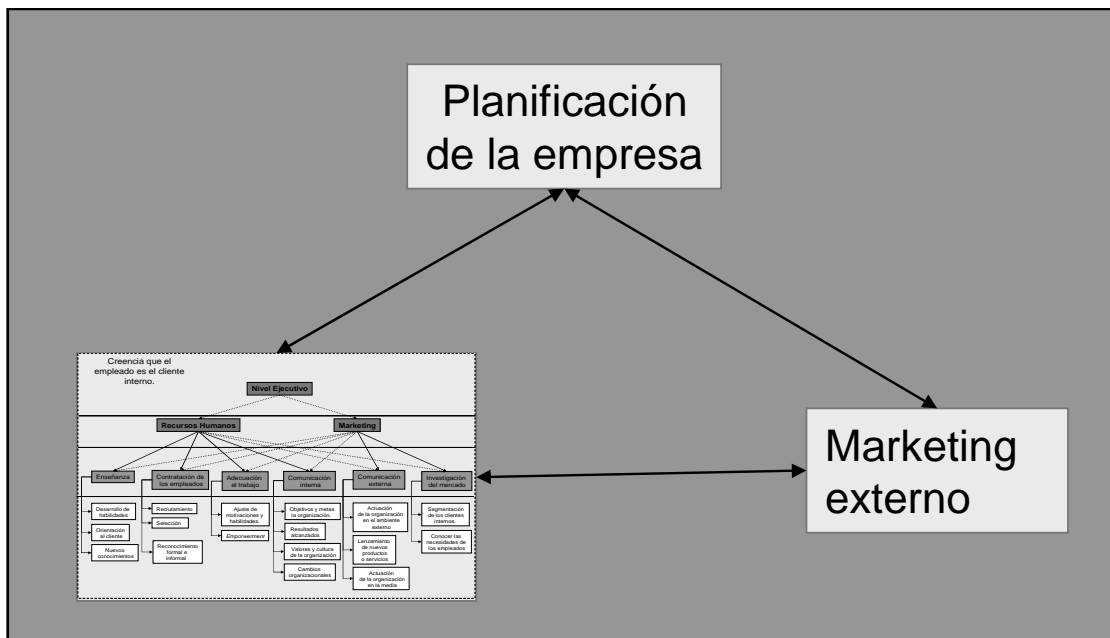 Planificación
de la empresa
Creencia que el
empleado es el cliente
interno.
Nivel Ejecutivo
Recursos Humanos
Marketing
Enseñanza
Contratación de
los empleados
Adecuación
al trabajo
Comunicación
interna
Comunicación
externa
Investigación
del mercado
Desarrollo de
habilidades
Orientación
al cliente
Nuevos
conocimientos
Reclutamiento
Selección
Reconocimiento
formal e
informal
Ajuste de
motivaciones y
habilidades.
Empowerment
Objetivos y metas
la organización.
Resultados
alcanzados
Valores y cultura
de la organización
Cambios
organizacionales
Actuación
de la organización
en el ambiente
externo
Lanzamiento
de nuevos
productos
o servicios
Actuación
de la organización
en la media
Segmentación
de los clientes
internos.
Conocer las
necesidades de
los empleados
Marketing
externo